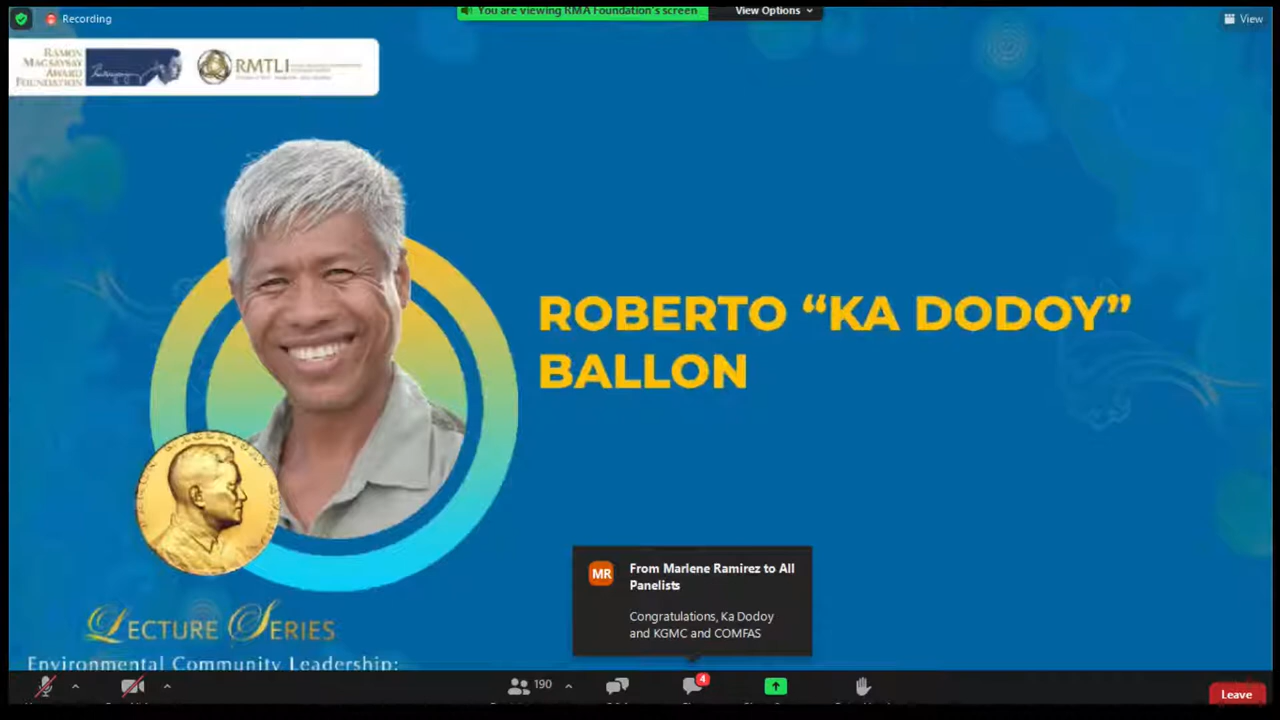 You are viewing RMA Foundation's screen
View Options
Recording
View
RAMON
MAGSAYSAY
AWARD
FOUNDATION
RMTLI
ROBERTO “KA DODOY”
BALLON
MR
From Marlene Ramirez to All
Panelists
Congratulations, Ka Dodoy
and KGMC and COMFAS
LECTURE SERIES
Environmental Community Leadership:
190
4
Leave